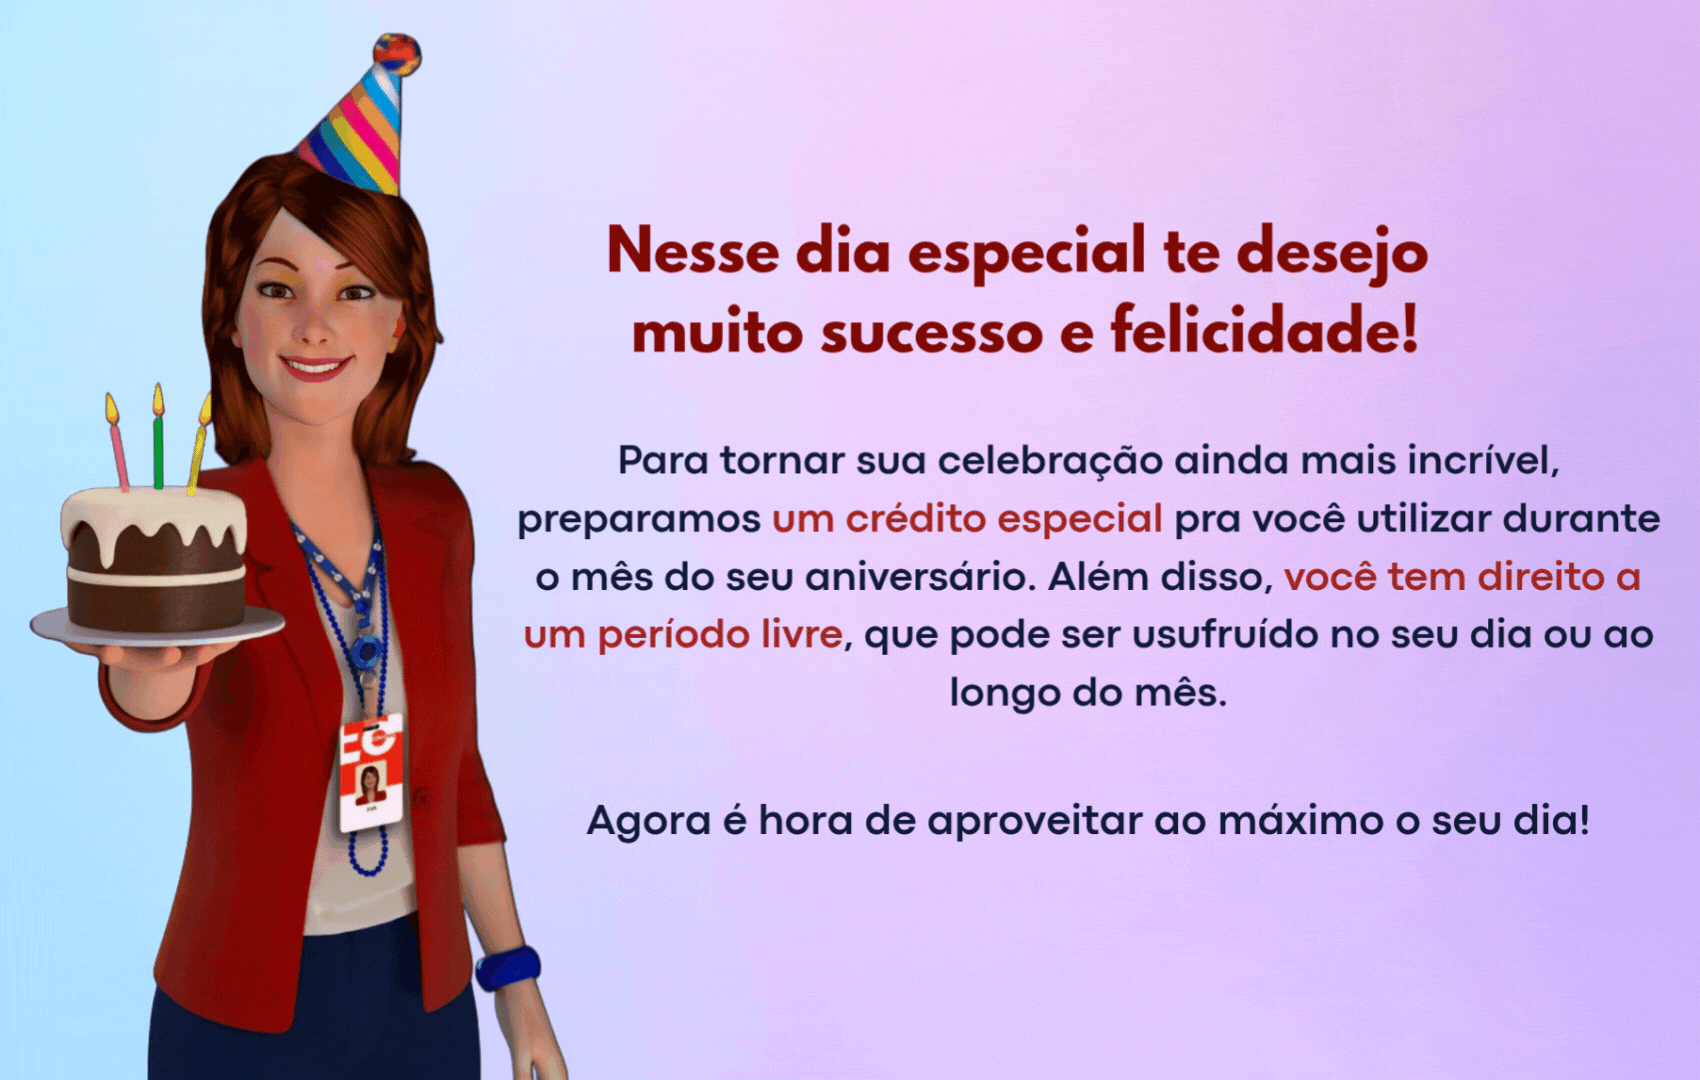 Nesse dia especial te desejo
muito sucesso e felicidade!
Para tornar sua celebração ainda mais incrível,
preparamos um crédito especial pra você utilizar durante
o mês do seu aniversário. Além disso, você tem direito a
um período livre, que pode ser usufruído no seu dia ou ao
longo do mês.
Agora é hora de aproveitar ao máximo o seu dia!
EC